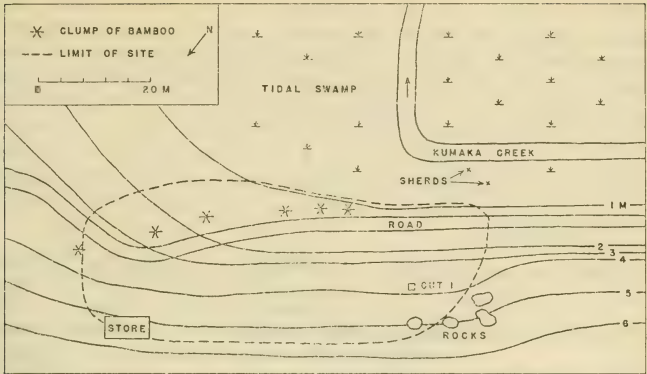 CLUMP OF BAMBOO
N
LIMIT OF SITE
0 20 M
TIDAL SWAMP
KUMAKA CREEK
SHERDS
1 M
ROAD
2
3
4
CUT 1
5
STORE
6
ROCKS